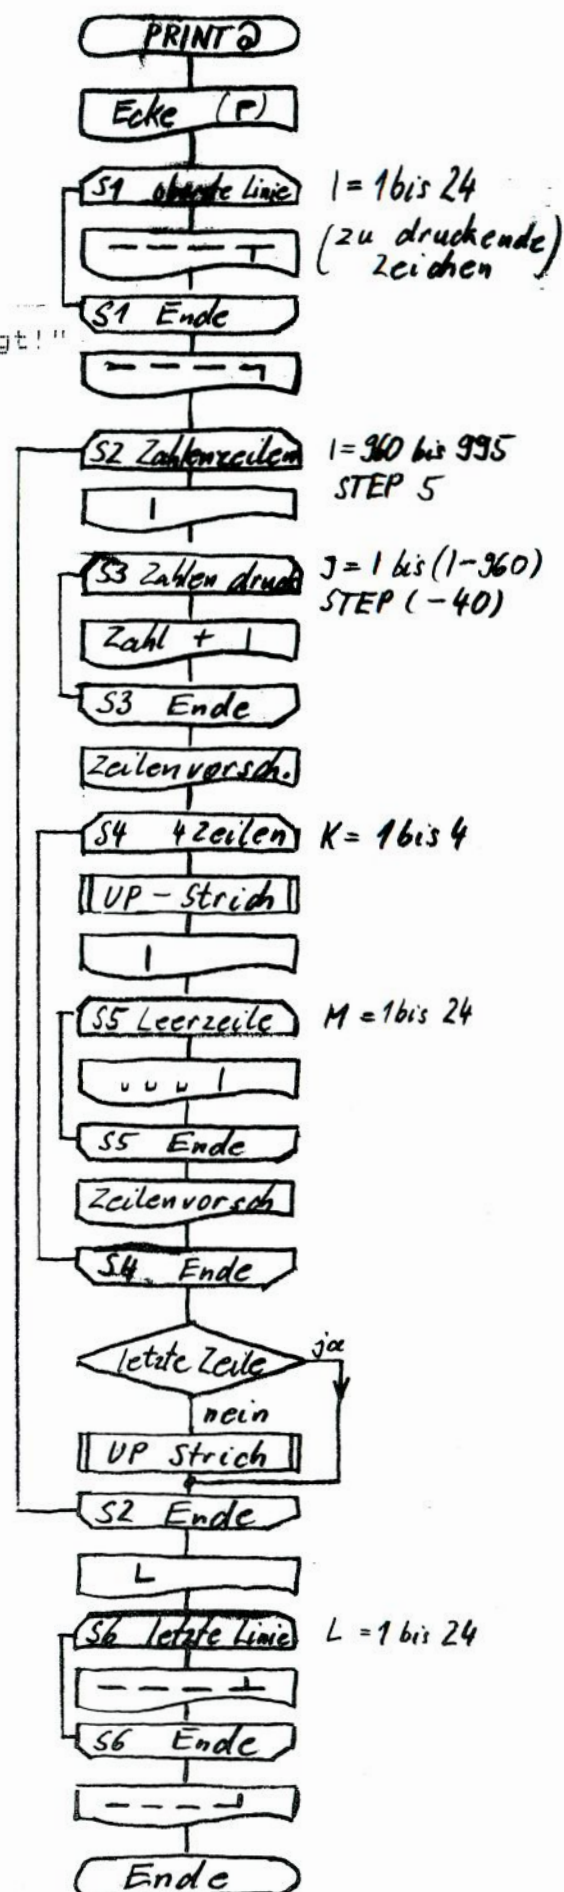 PRINT @
Ecke (┌)
S1 oberste Linie I = 1 bis 24
(zu druckende)
Zeichen
— — — — ┬
S1 Ende
gt!"
— — — — ┐
S2 Zahlenzeilen I = 960 bis 995
STEP 5
|
S3 Zahlen druck J = I bis (I-960)
STEP (-40)
Zahl + |
S3 Ende
Zeilenvorsch.
S4 4 Zeilen K = 1 bis 4
UP - Strich
|
S5 Leerzeile M = 1 bis 24
␣ ␣ ␣ |
S5 Ende
Zeilenvorsch
S4 Ende
letzte Zeile ja
nein
UP Strich
S2 Ende
L
S6 letzte Linie L = 1 bis 24
— — — — ┴
S6 Ende
— — — — ┘
Ende